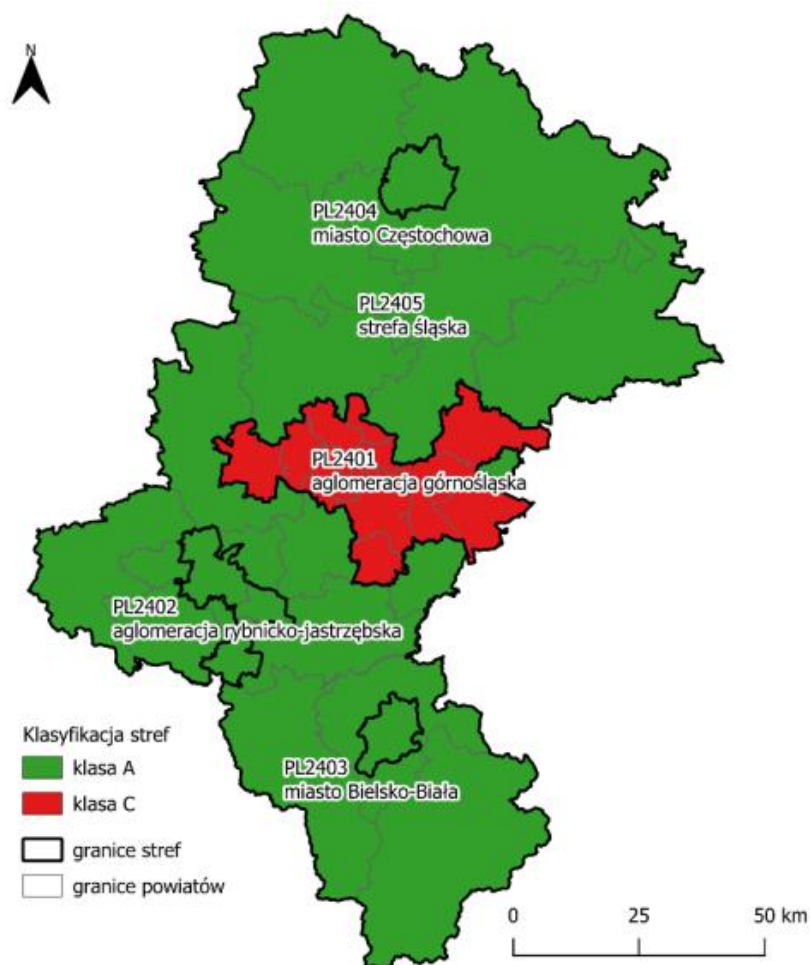 N
PL2404
miasto Częstochowa
PL2405
strefa śląska
PL2401
aglomeracja górnośląska
PL2402
aglomeracja rybnicko-jastrzębska
PL2403
miasto Bielsko-Biała
Klasyfikacja stref
klasa A
klasa C
granice stref
granice powiatów
0 25 50 km